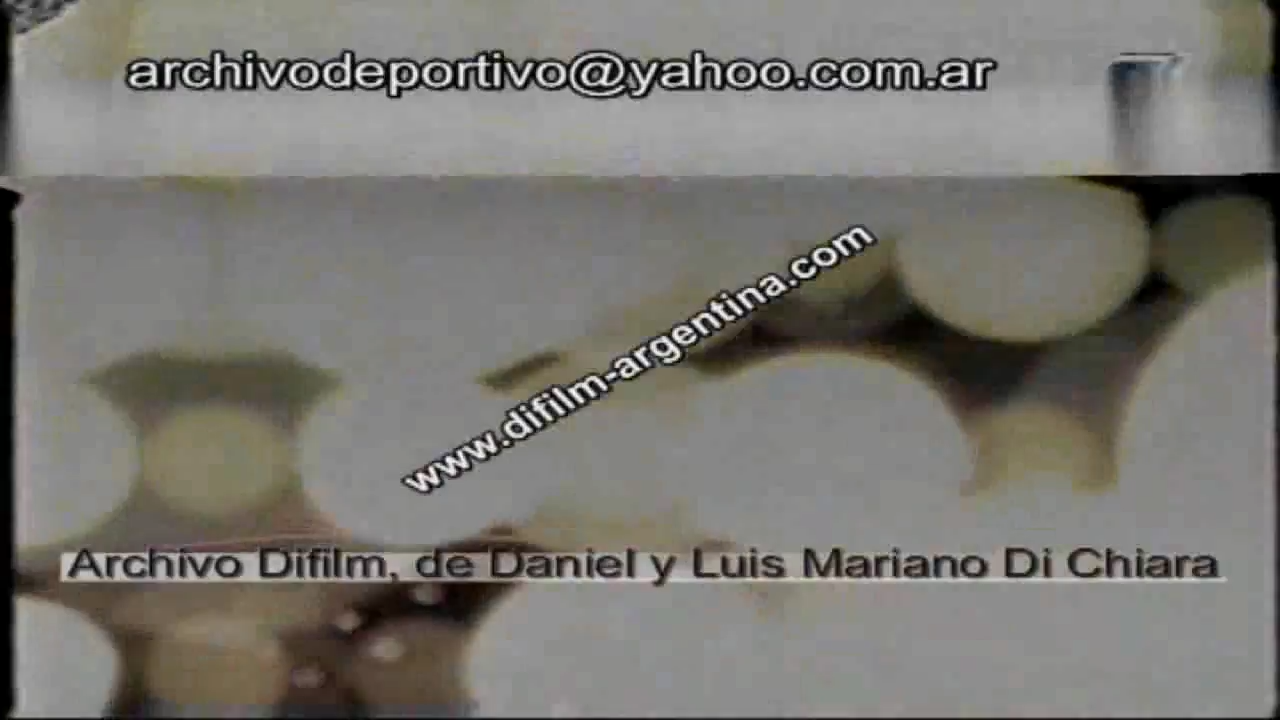 archivodeportivo@yahoo.com.ar
www.difilm-argentina.com
Archivo Difilm, de Daniel y Luis Mariano Di Chiara